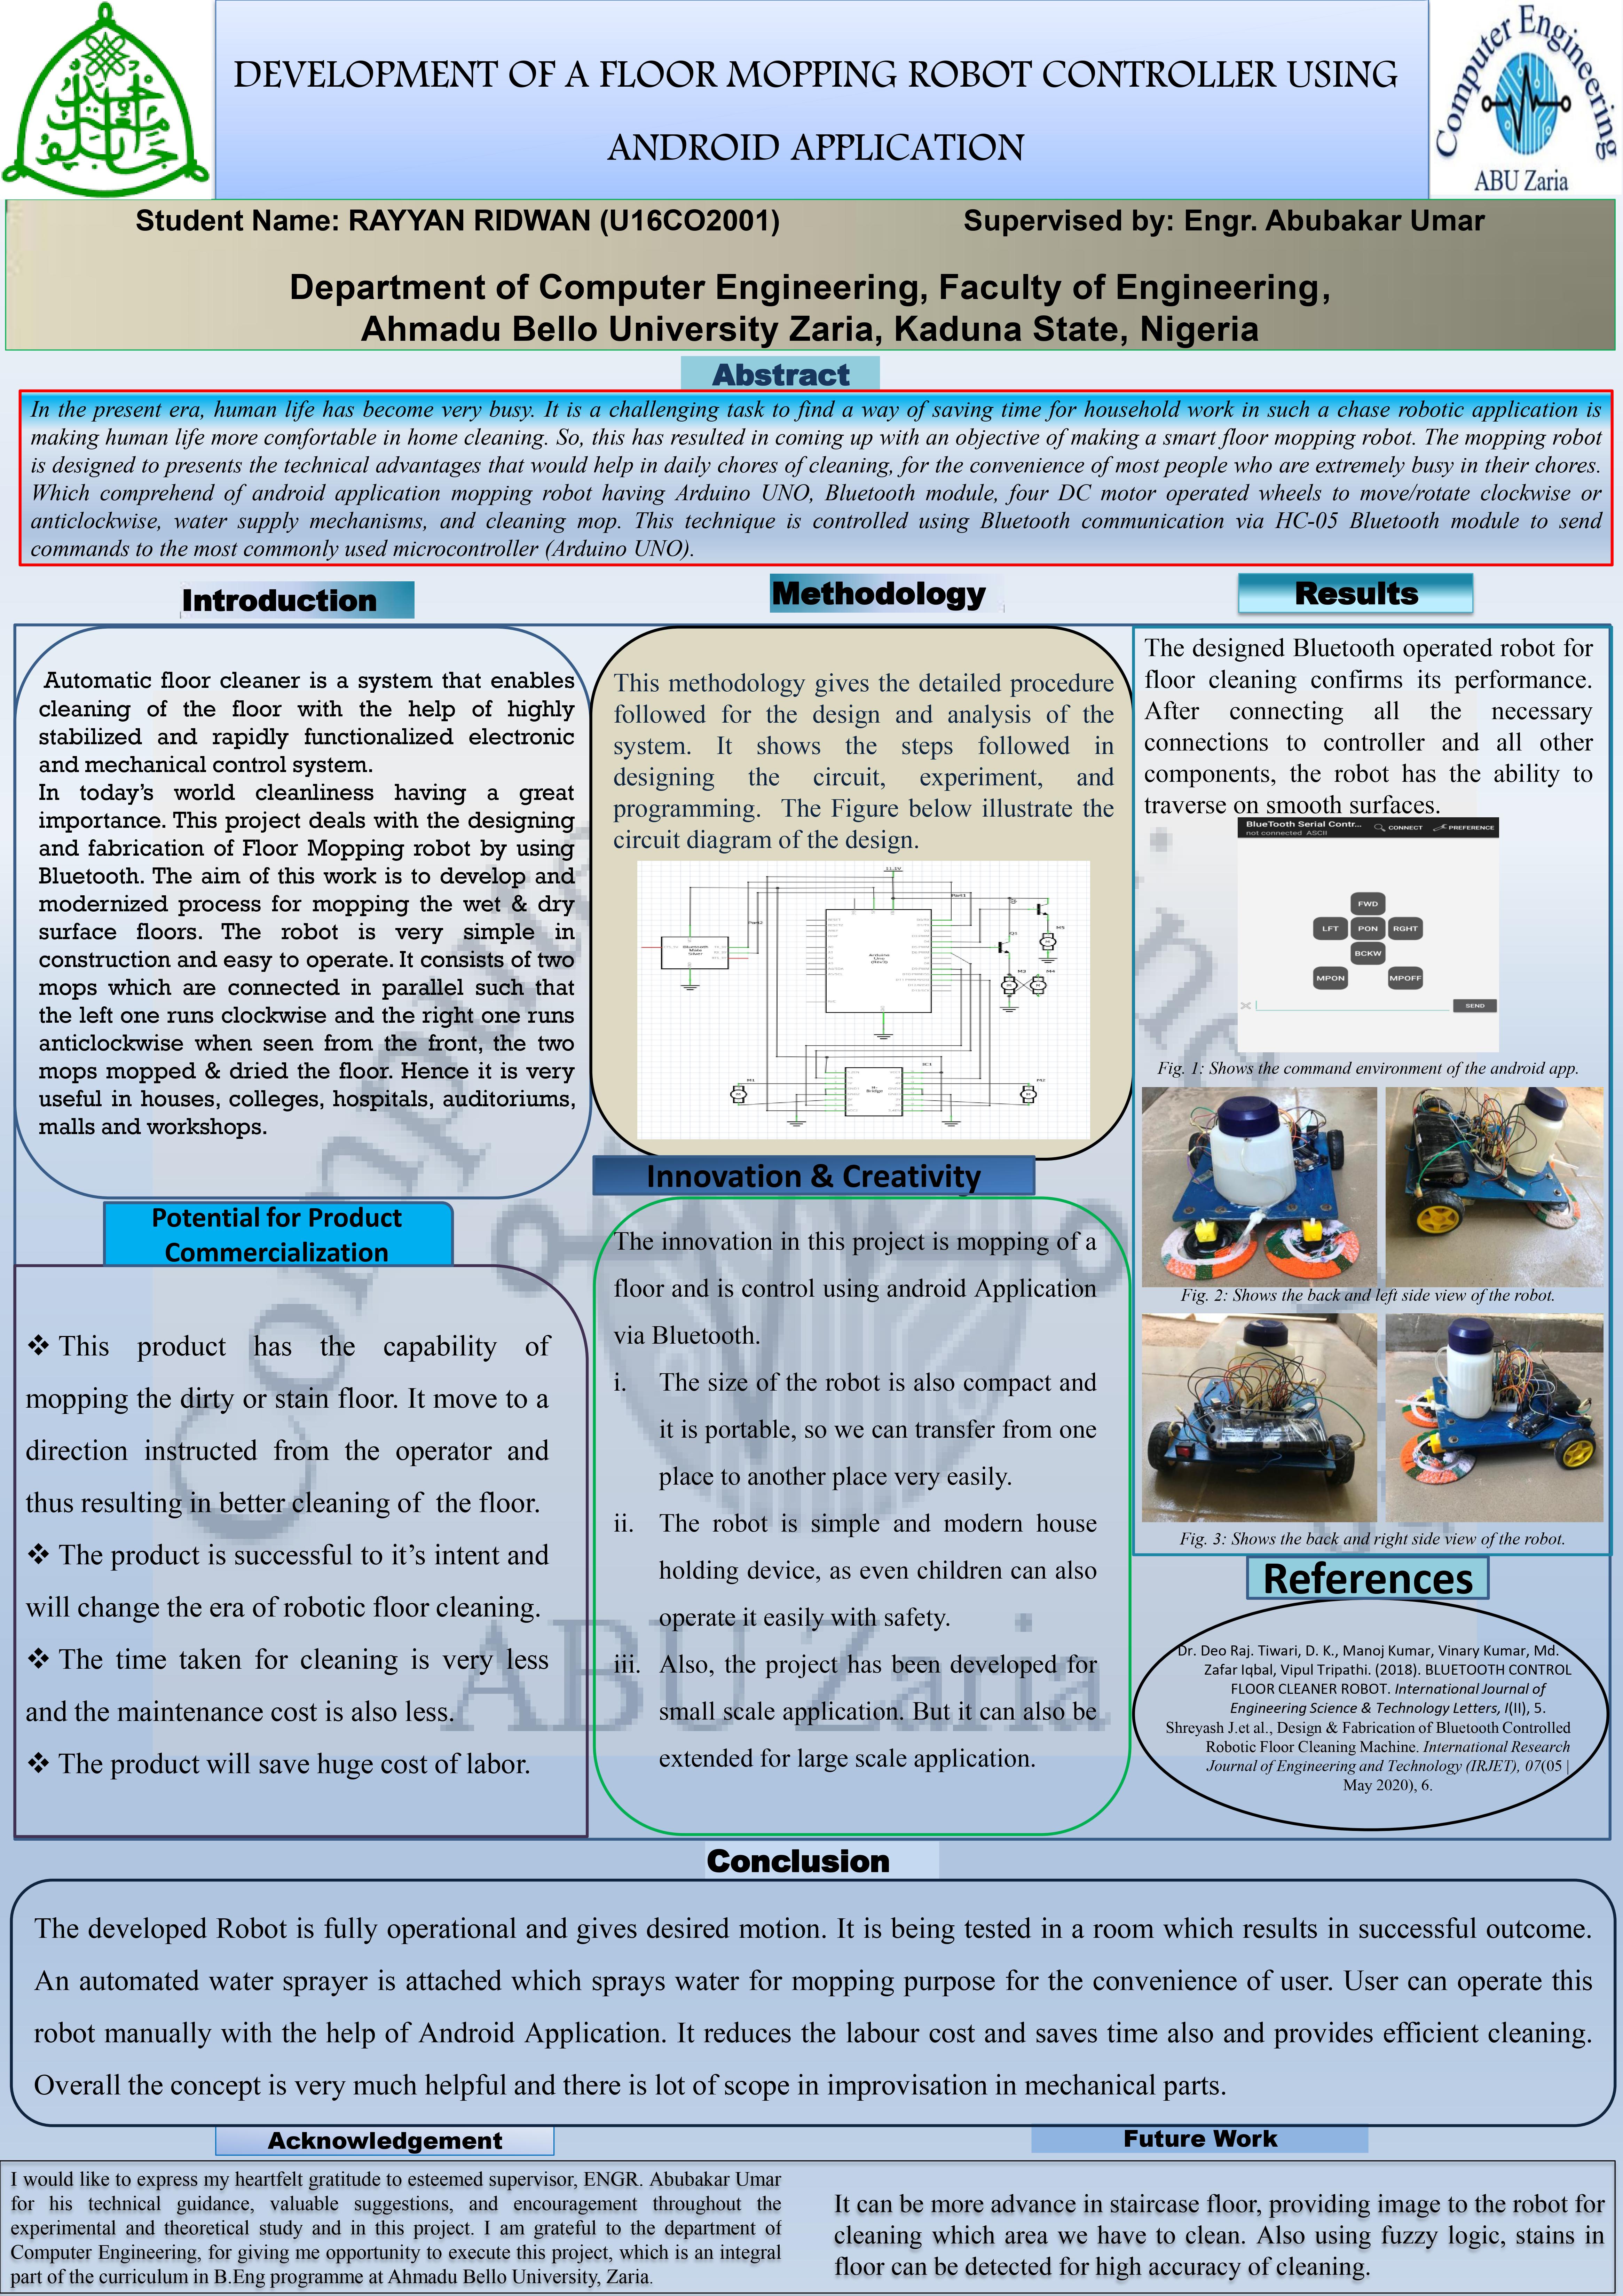 DEVELOPMENT OF A FLOOR MOPPING ROBOT CONTROLLER USING
ANDROID APPLICATION
Computer Engineering
ABU Zaria
Student Name: RAYYAN RIDWAN (U16CO2001)
Supervised by: Engr. Abubakar Umar
Department of Computer Engineering, Faculty of Engineering,
Ahmadu Bello University Zaria, Kaduna State, Nigeria
Abstract
In the present era, human life has become very busy. It is a challenging task to find a way of saving time for household work in such a chase robotic application is
making human life more comfortable in home cleaning. So, this has resulted in coming up with an objective of making a smart floor mopping robot. The mopping robot
is designed to presents the technical advantages that would help in daily chores of cleaning, for the convenience of most people who are extremely busy in their chores.
Which comprehend of android application mopping robot having Arduino UNO, Bluetooth module, four DC motor operated wheels to move/rotate clockwise or
anticlockwise, water supply mechanisms, and cleaning mop. This technique is controlled using Bluetooth communication via HC-05 Bluetooth module to send
commands to the most commonly used microcontroller (Arduino UNO).
Introduction
Automatic floor cleaner is a system that enables
cleaning of the floor with the help of highly
stabilized and rapidly functionalized electronic
and mechanical control system.
In today's world cleanliness having a great
importance. This project deals with the designing
and fabrication of Floor Mopping robot by using
Bluetooth. The aim of this work is to develop and
modernized process for mopping the wet & dry
surface floors. The robot is very simple in
construction and easy to operate. It consists of two
mops which are connected in parallel such that
the left one runs clockwise and the right one runs
anticlockwise when seen from the front, the two
mops mopped & dried the floor. Hence it is very
useful in houses, colleges, hospitals, auditoriums,
malls and workshops.
Potential for Product
Commercialization
❖ This product has the capability of
mopping the dirty or stain floor. It move to a
direction instructed from the operator and
thus resulting in better cleaning of the floor.
❖ The product is successful to it's intent and
will change the era of robotic floor cleaning.
❖ The time taken for cleaning is very less
and the maintenance cost is also less.
❖ The product will save huge cost of labor.
Methodology
This methodology gives the detailed procedure
followed for the design and analysis of the
system. It shows the steps followed in
designing the circuit, experiment, and
programming. The Figure below illustrate the
circuit diagram of the design.
11.1V
Part1
Part2
Bluetooth
Mate
Silver
Arduino
Uno
(Rev3)
Q1
M5
M3
M4
IC1
H-
Bridge
M1
M2
Innovation & Creativity
The innovation in this project is mopping of a
floor and is control using android Application
via Bluetooth.
i. The size of the robot is also compact and
it is portable, so we can transfer from one
place to another place very easily.
ii. The robot is simple and modern house
holding device, as even children can also
operate it easily with safety.
iii. Also, the project has been developed for
small scale application. But it can also be
extended for large scale application.
Results
The designed Bluetooth operated robot for
floor cleaning confirms its performance.
After connecting all the necessary
connections to controller and all other
components, the robot has the ability to
traverse on smooth surfaces.
BlueTooth Serial Contr...
not connected ASCII
CONNECT
PREFERENCE
FWD
LFT PON RGHT
BCKW
MPON MPOFF
SEND
Fig. 1: Shows the command environment of the android app.
Fig. 2: Shows the back and left side view of the robot.
Fig. 3: Shows the back and right side view of the robot.
References
Dr. Deo Raj. Tiwari, D. K., Manoj Kumar, Vinary Kumar, Md.
Zafar Iqbal, Vipul Tripathi. (2018). BLUETOOTH CONTROL
FLOOR CLEANER ROBOT. International Journal of
Engineering Science & Technology Letters, I(II), 5.
Shreyash J.et al., Design & Fabrication of Bluetooth Controlled
Robotic Floor Cleaning Machine. International Research
Journal of Engineering and Technology (IRJET), 07(05 |
May 2020), 6.
Conclusion
The developed Robot is fully operational and gives desired motion. It is being tested in a room which results in successful outcome.
An automated water sprayer is attached which sprays water for mopping purpose for the convenience of user. User can operate this
robot manually with the help of Android Application. It reduces the labour cost and saves time also and provides efficient cleaning.
Overall the concept is very much helpful and there is lot of scope in improvisation in mechanical parts.
Acknowledgement
I would like to express my heartfelt gratitude to esteemed supervisor, ENGR. Abubakar Umar
for his technical guidance, valuable suggestions, and encouragement throughout the
experimental and theoretical study and in this project. I am grateful to the department of
Computer Engineering, for giving me opportunity to execute this project, which is an integral
part of the curriculum in B.Eng programme at Ahmadu Bello University, Zaria.
Future Work
It can be more advance in staircase floor, providing image to the robot for
cleaning which area we have to clean. Also using fuzzy logic, stains in
floor can be detected for high accuracy of cleaning.